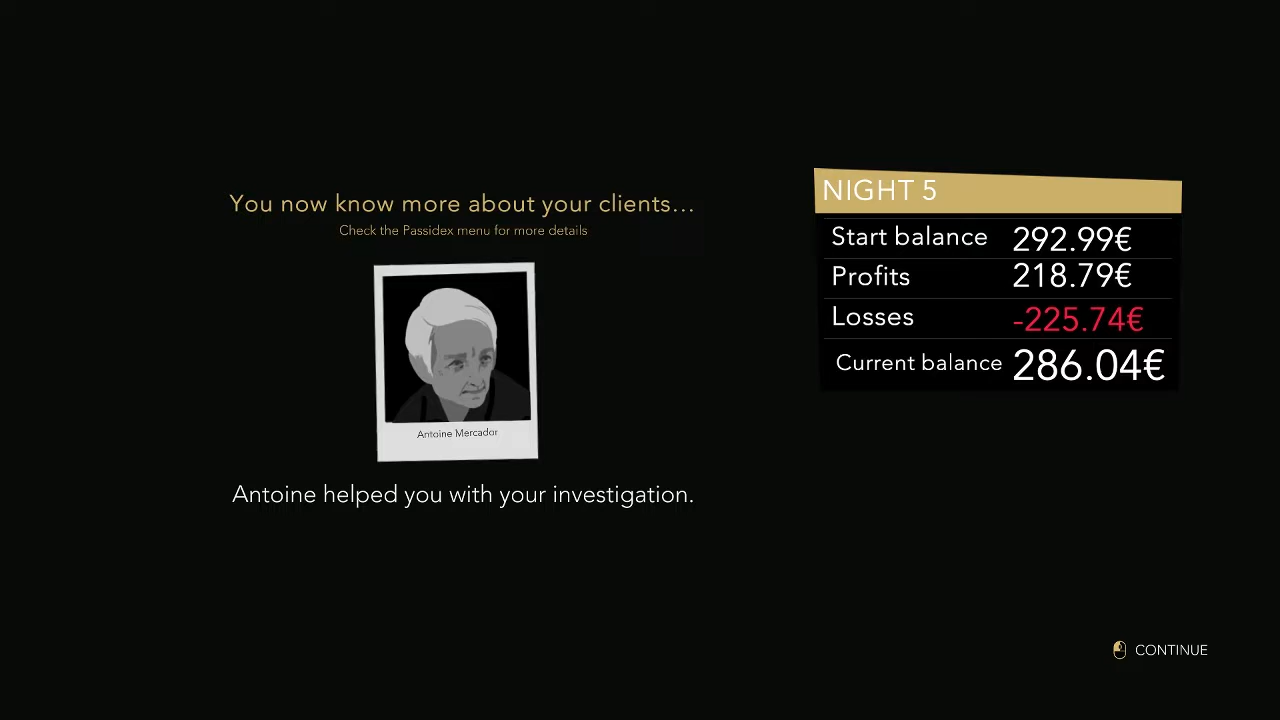 You now know more about your clients...
Check the Passidex menu for more details
Antoine Mercador
Antoine helped you with your investigation.
NIGHT 5
Start balance 292.99€
Profits 218.79€
Losses -225.74€
Current balance 286.04€
CONTINUE